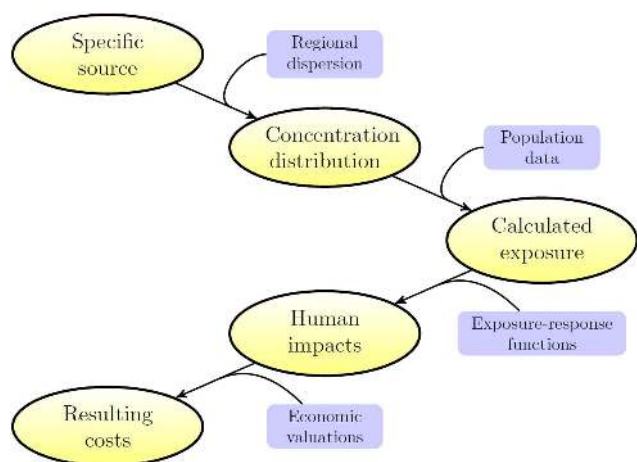 Specific
source
Regional
dispersion
Concentration
distribution
Population
data
Calculated
exposure
Exposure-response
functions
Human
impacts
Economic
valuations
Resulting
costs